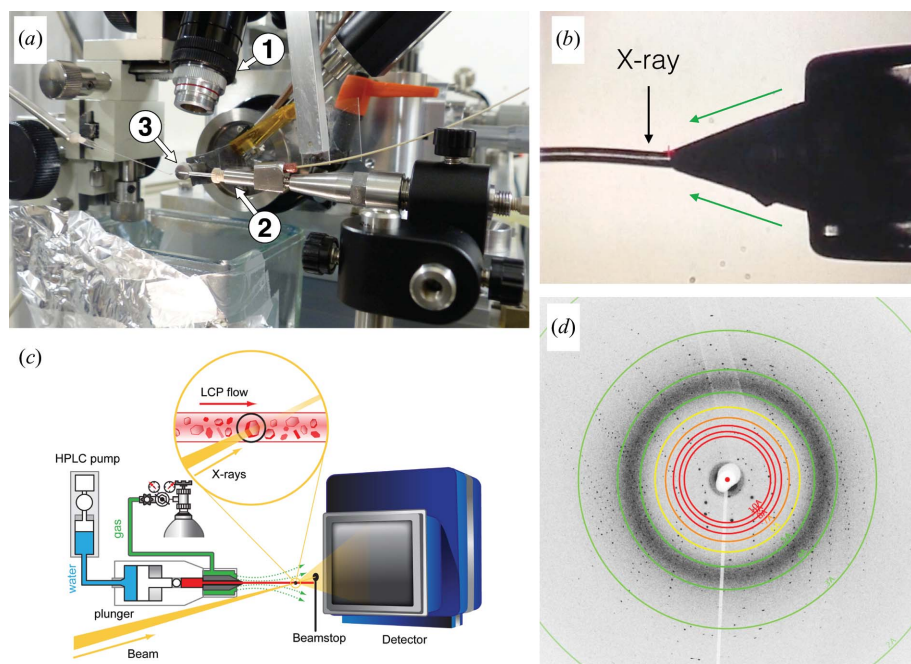 (a)
1
3
2
(b)
X-ray
(c)
LCP flow
X-rays
HPLC pump
gas
water
plunger
Beam
Beamstop
Detector
(d)